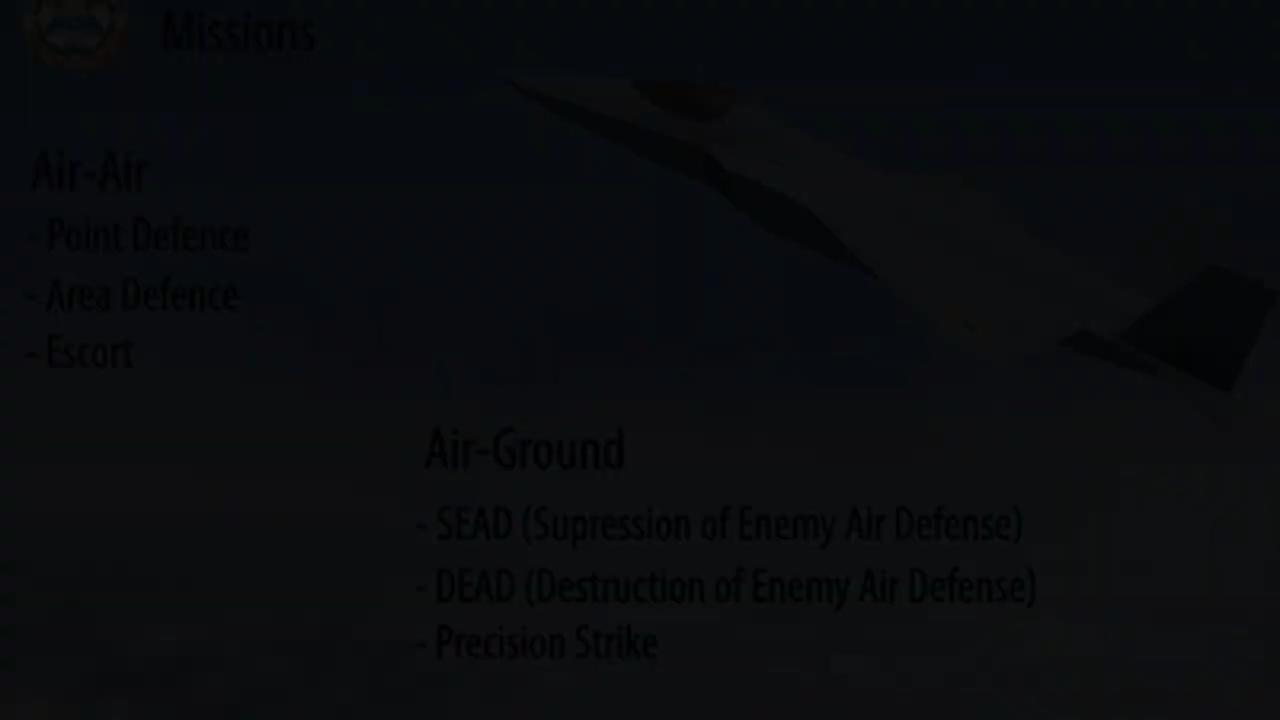 Missions
Air-Air
- Point Defence
- Area Defence
- Escort
Air-Ground
- SEAD (Supression of Enemy Air Defense)
- DEAD (Destruction of Enemy Air Defense)
- Precision Strike